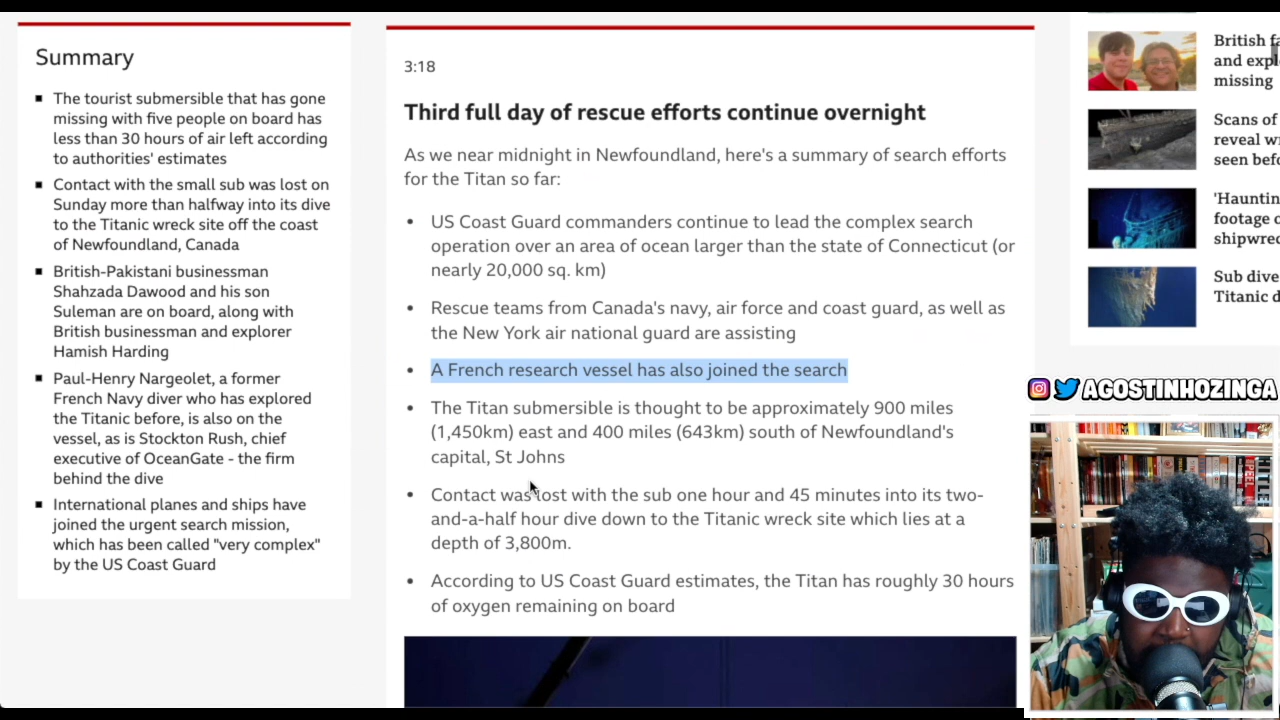 Summary
The tourist submersible that has gone
missing with five people on board has
less than 30 hours of air left according
to authorities' estimates
Contact with the small sub was lost on
Sunday more than halfway into its dive
to the Titanic wreck site off the coast
of Newfoundland, Canada
British-Pakistani businessman
Shahzada Dawood and his son
Suleman are on board, along with
British businessman and explorer
Hamish Harding
Paul-Henry Nargeolet, a former
French Navy diver who has explored
the Titanic before, is also on the
vessel, as is Stockton Rush, chief
executive of OceanGate - the firm
behind the dive
International planes and ships have
joined the urgent search mission,
which has been called "very complex"
by the US Coast Guard
3:18
Third full day of rescue efforts continue overnight
As we near midnight in Newfoundland, here's a summary of search efforts
for the Titan so far:
US Coast Guard commanders continue to lead the complex search
operation over an area of ocean larger than the state of Connecticut (or
nearly 20,000 sq. km)
Rescue teams from Canada's navy, air force and coast guard, as well as
the New York air national guard are assisting
A French research vessel has also joined the search
The Titan submersible is thought to be approximately 900 miles
(1,450km) east and 400 miles (643km) south of Newfoundland's
capital, St Johns
Contact was lost with the sub one hour and 45 minutes into its two-
and-a-half hour dive down to the Titanic wreck site which lies at a
depth of 3,800m.
According to US Coast Guard estimates, the Titan has roughly 30 hours
of oxygen remaining on board
British
and
missing
Scans of
reveal
seen
footage
Sub dive
Titanic
AGOSTINHOZINGA